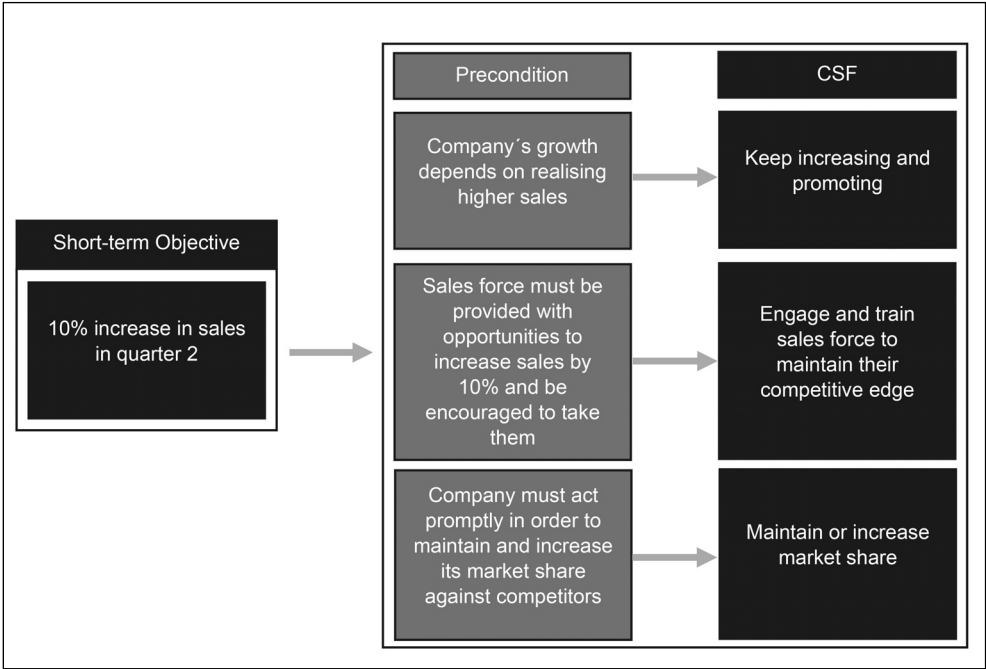 Precondition
CSF
Company´s growth
depends on realising
higher sales
Keep increasing and
promoting
Short-term Objective
10% increase in sales
in quarter 2
Sales force must be
provided with
opportunities to
increase sales by
10% and be
encouraged to take
them
Engage and train
sales force to
maintain their
competitive edge
Company must act
promptly in order to
maintain and increase
its market share
against competitors
Maintain or increase
market share